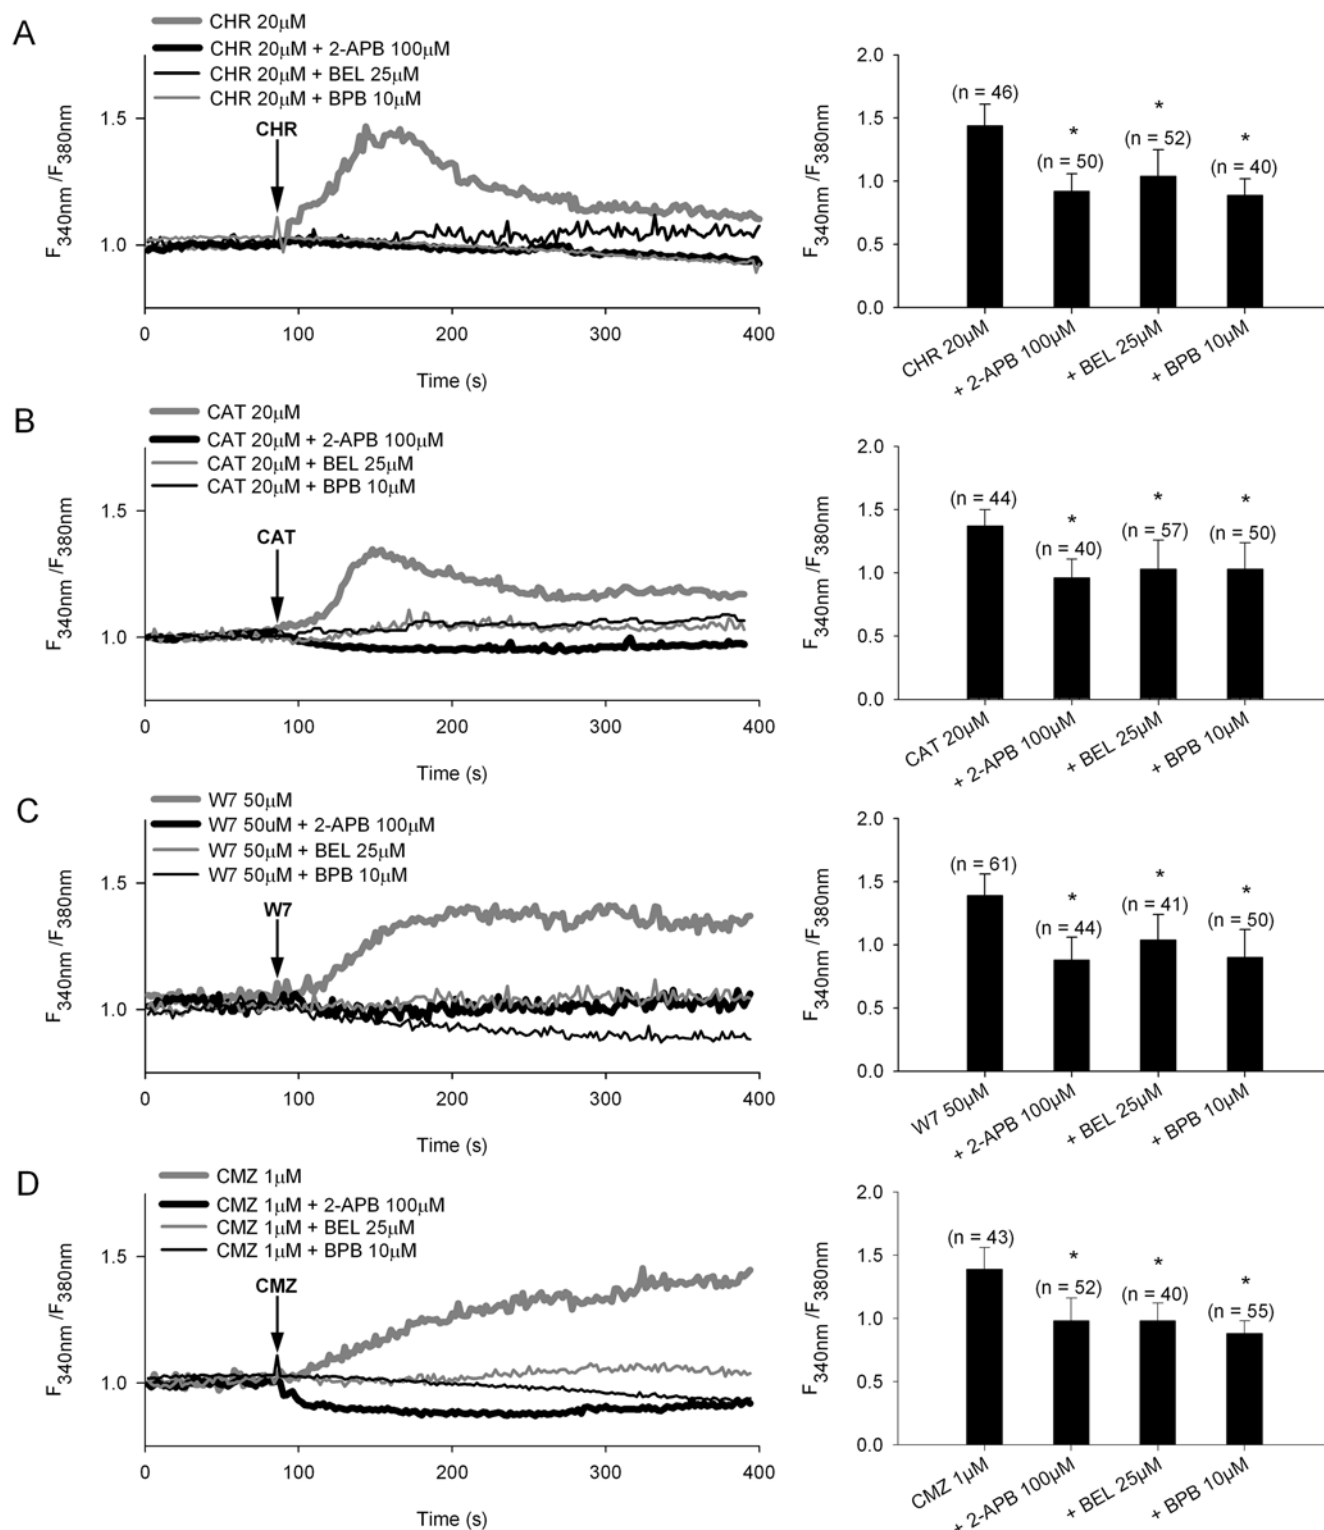 A
CHR 20μM
CHR 20μM + 2-APB 100μM
CHR 20μM + BEL 25μM
CHR 20μM + BPB 10μM
CHR
F340nm /F380nm
1.5
1.0
0 100 200 300 400
Time (s)
F340nm /F380nm
2.0
1.5
1.0
0.5
0.0
(n = 46)
*
(n = 50)
*
(n = 52)
*
(n = 40)
CHR 20μM
+ 2-APB 100μM
+ BEL 25μM
+ BPB 10μM
B
CAT 20μM
CAT 20μM + 2-APB 100μM
CAT 20μM + BEL 25μM
CAT 20μM + BPB 10μM
CAT
F340nm /F380nm
1.5
1.0
0 100 200 300 400
Time (s)
F340nm /F380nm
2.0
1.5
1.0
0.5
0.0
(n = 44)
*
(n = 40)
*
(n = 57)
*
(n = 50)
CAT 20μM
+ 2-APB 100μM
+ BEL 25μM
+ BPB 10μM
C
W7 50μM
W7 50uM + 2-APB 100μM
W7 50μM + BEL 25μM
W7 50μM + BPB 10μM
W7
F340nm /F380nm
1.5
1.0
0 100 200 300 400
Time (s)
F340nm /F380nm
2.0
1.5
1.0
0.5
0.0
(n = 61)
*
(n = 44)
*
(n = 41)
*
(n = 50)
W7 50μM
+ 2-APB 100μM
+ BEL 25μM
+ BPB 10μM
D
CMZ 1μM
CMZ 1μM + 2-APB 100μM
CMZ 1μM + BEL 25μM
CMZ 1μM + BPB 10μM
CMZ
F340nm /F380nm
1.5
1.0
0 100 200 300 400
Time (s)
F340nm /F380nm
2.0
1.5
1.0
0.5
0.0
(n = 43)
*
(n = 52)
*
(n = 40)
*
(n = 55)
CMZ 1μM
+ 2-APB 100μM
+ BEL 25μM
+ BPB 10μM